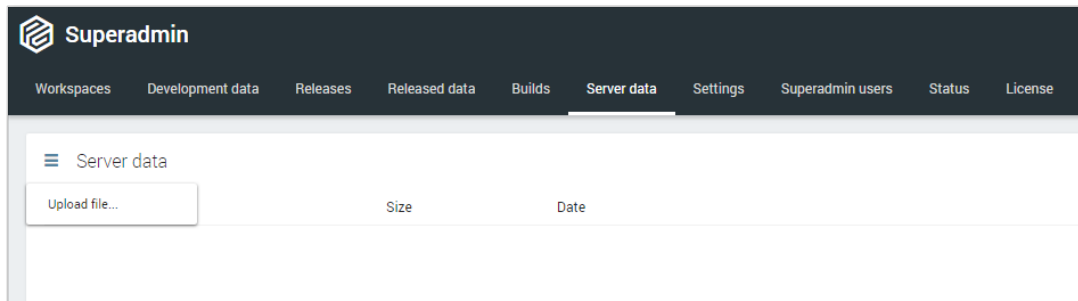 Superadmin
Workspaces Development data Releases Released data Builds Server data Settings Superadmin users Status License
Server data
Upload file... Size Date